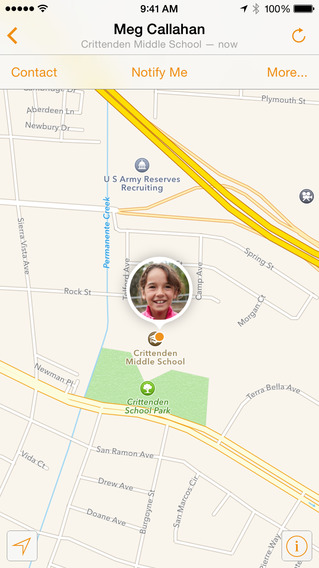 9:41 AM
100%
Meg Callahan
Crittenden Middle School — now
Contact
Notify Me
More...
Plymouth St
Aberdeen Ln
Newbury Dr
U S Army Reserves
Recruiting
Permanente Creek
Sierra Vista Ave
Spring St
Telford Ave
Camp Ave
Rock St
Morgan Ct
Crittenden
Middle School
Newman Pl
Crittenden
School Park
Terra Bella Ave
San Ramon Ave
Vida Ct
Drew Ave
Doane Ave
Burgoyne St
San Marcos Cir